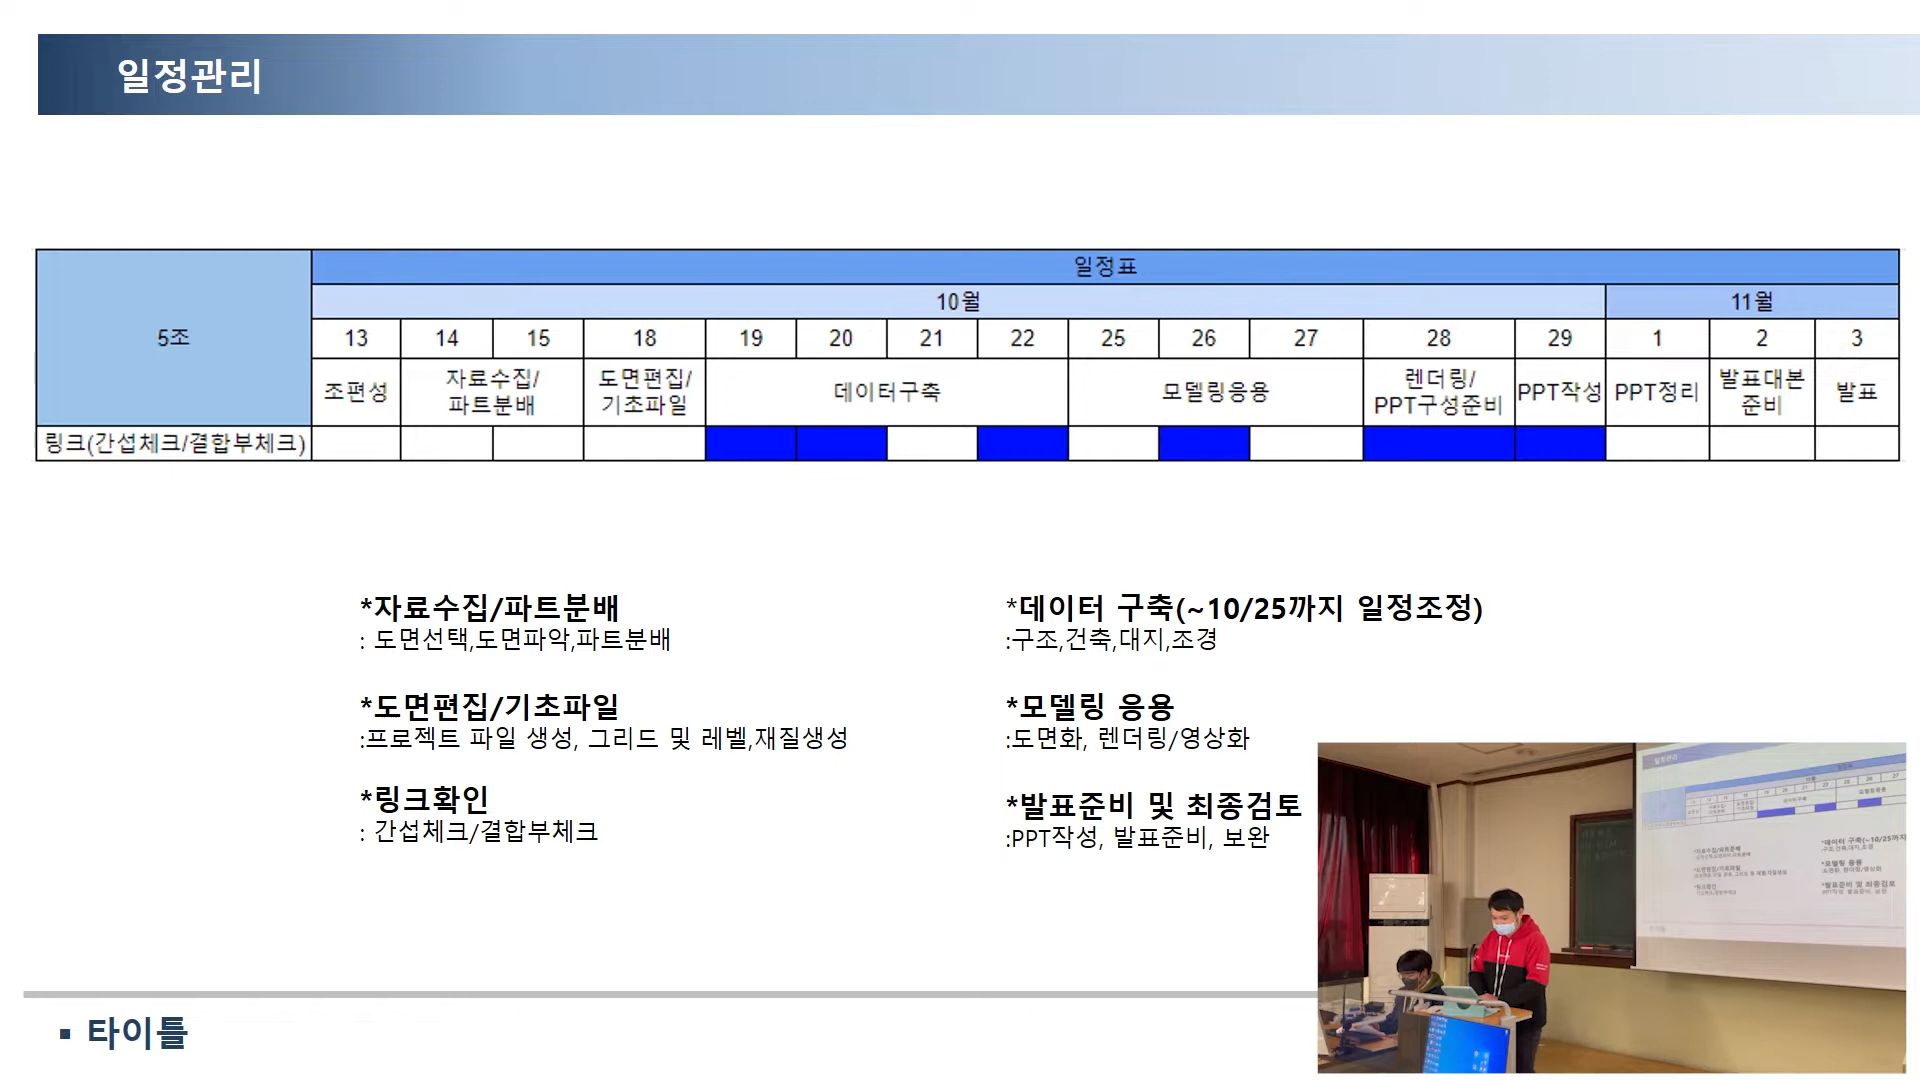 일정관리
5조
일정표
10월 11월
13 14 15 18 19 20 21 22 25 26 27 28 29 1 2 3
조편성
자료수집/
파트분배
도면편집/
기초파일
데이터구축
모델링응용
렌더링/
PPT구성준비
PPT작성
PPT정리
발표대본
준비
발표
링크(간섭체크/결합부체크)
*자료수집/파트분배
: 도면선택,도면파악,파트분배
*도면편집/기초파일
:프로젝트 파일 생성, 그리드 및 레벨,재질생성
*링크확인
: 간섭체크/결합부체크
*데이터 구축(~10/25까지 일정조정)
:구조,건축,대지,조경
*모델링 응용
:도면화, 렌더링/영상화
*발표준비 및 최종검토
:PPT작성, 발표준비, 보완
▪ 타이틀